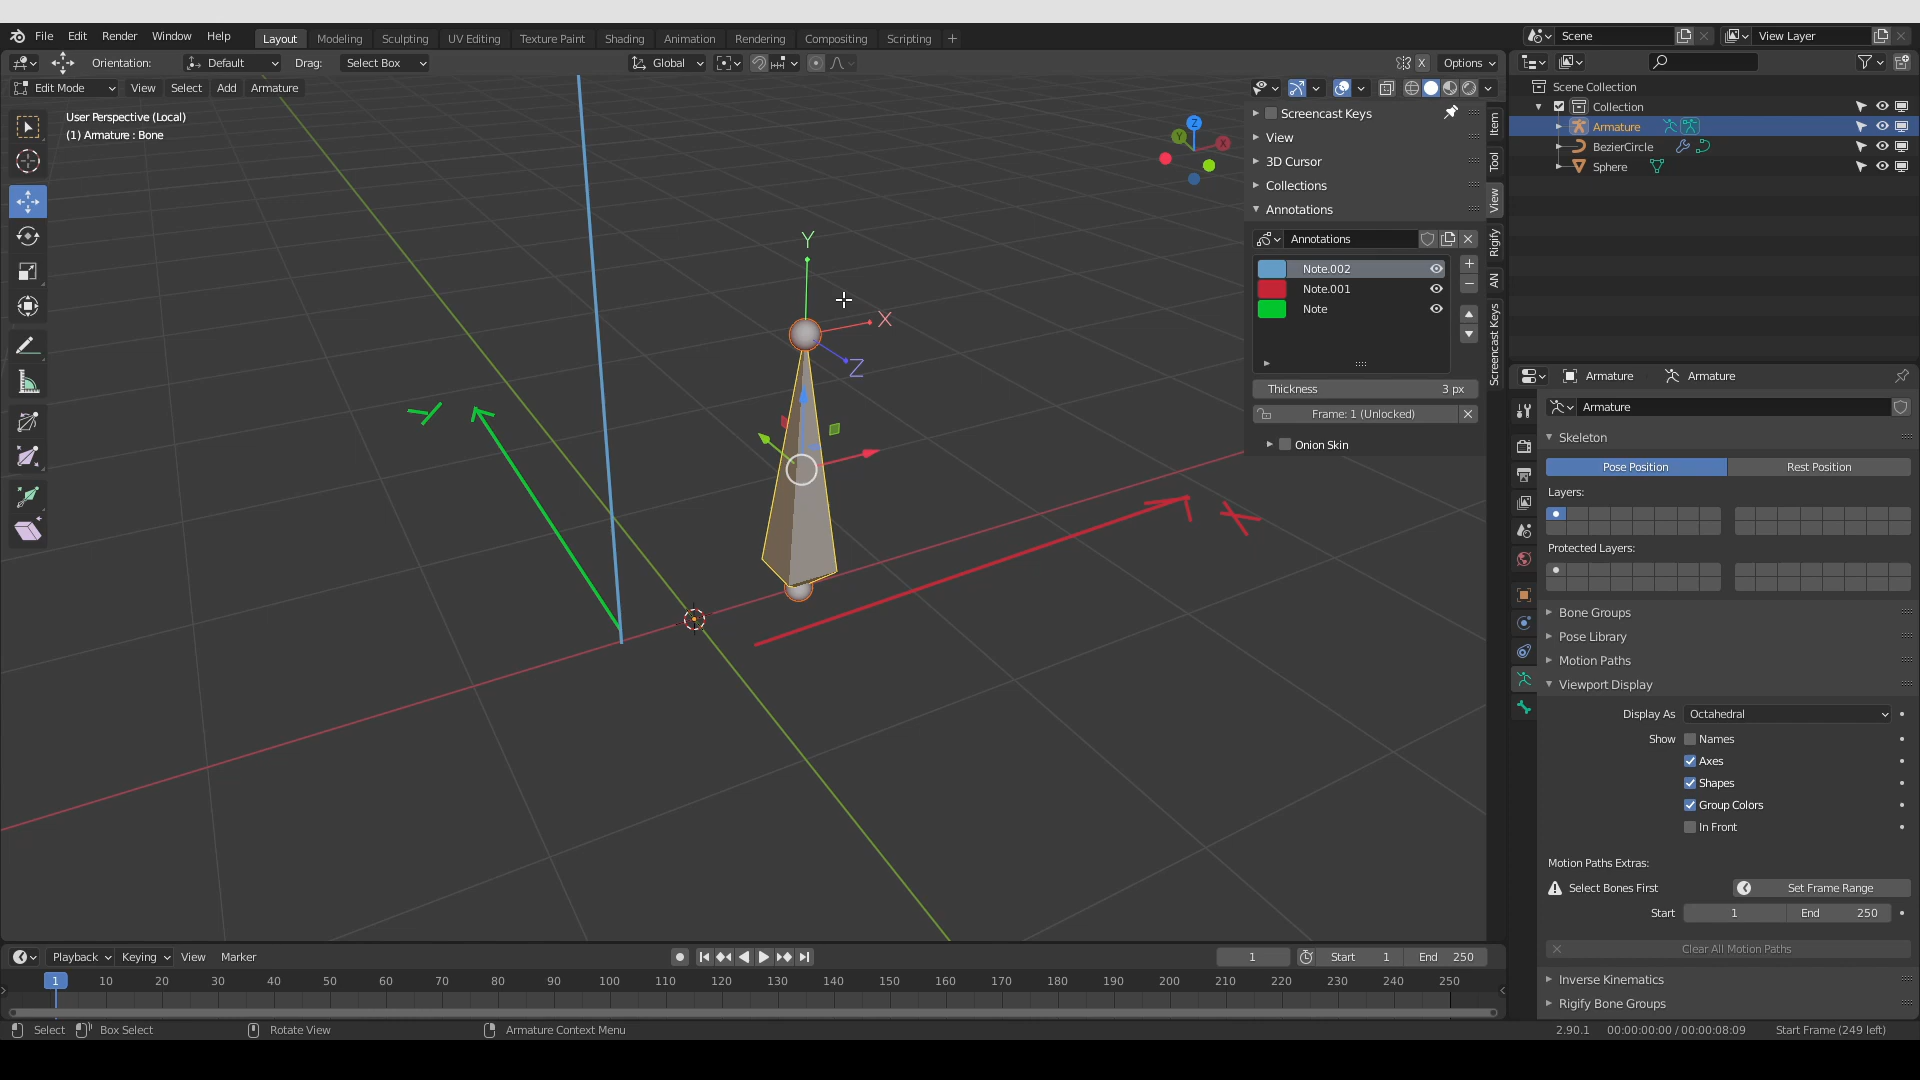 File Edit Render Window Help Layout Modeling Sculpting UV Editing Texture Paint Shading Animation Rendering Compositing Scripting +
Scene
View Layer
Orientation: Default Drag: Select Box Global X Options
Edit Mode View Select Add Armature
User Perspective (Local)
(1) Armature : Bone
Z
Y
X
Y
X
Z
Y
X
Screencast Keys
View
3D Cursor
Collections
Annotations
Annotations
Note.002
Note.001
Note
Thickness 3 px
Frame: 1 (Unlocked)
Onion Skin
Item
Tool
View
Rigify
AN
Screencast Keys
Scene Collection
Collection
Armature
BezierCircle
Sphere
Armature Armature
Armature
Skeleton
Pose Position Rest Position
Layers:
Protected Layers:
Bone Groups
Pose Library
Motion Paths
Viewport Display
Display As Octahedral
Show Names
Axes
Shapes
Group Colors
In Front
Motion Paths Extras:
Select Bones First Set Frame Range
Start 1 End 250
Clear All Motion Paths
Inverse Kinematics
Rigify Bone Groups
Playback Keying View Marker 1 Start 1 End 250
1 10 20 30 40 50 60 70 80 90 100 110 120 130 140 150 160 170 180 190 200 210 220 230 240 250
Select Box Select Rotate View Armature Context Menu 2.90.1 00:00:00:00 / 00:00:08:09 Start Frame (249 left)